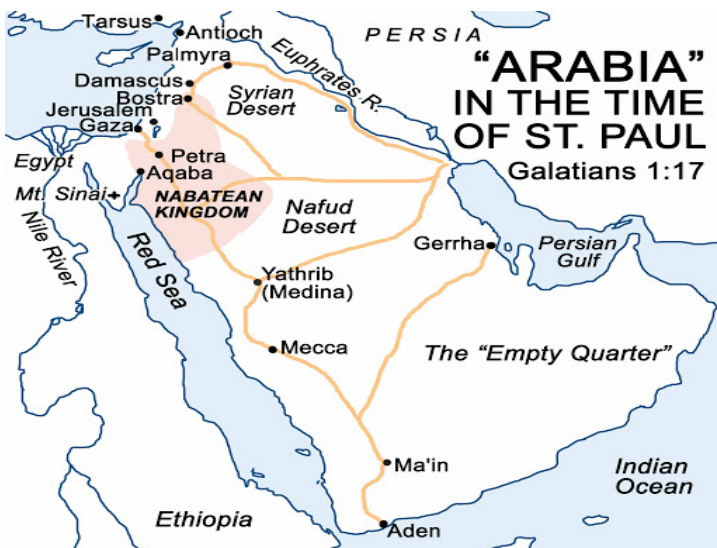 Tarsus
Antioch
PERSIA
Palmyra
Euphrates R.
"ARABIA"
IN THE TIME
OF ST. PAUL
Galatians 1:17
Damascus
Bostra
Syrian
Desert
Jerusalem
Gaza
Egypt
Petra
Aqaba
Mt. Sinai
NABATEAN
KINGDOM
Nafud
Desert
Nile River
Red Sea
Gerrha
Persian
Gulf
Yathrib
(Medina)
Mecca
The "Empty Quarter"
Ma'in
Indian
Ocean
Ethiopia
Aden